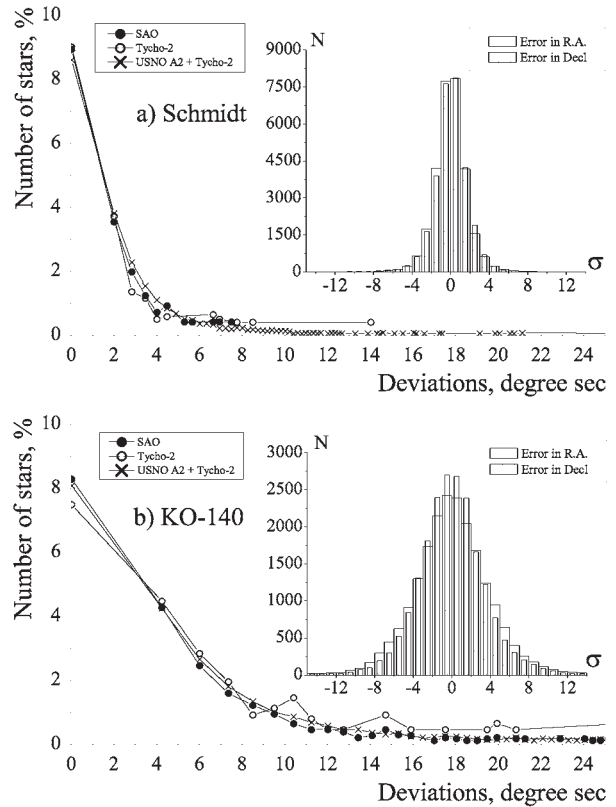 SAO
Tycho-2
USNO A2 + Tycho-2
a) Schmidt
Number of stars, %
10
8
6
4
2
0
0 2 4 6 8 10 12 14 16 18 20 22 24
Deviations, degree sec
N
Error in R.A.
Error in Decl
9000
7500
6000
4500
3000
1500
0
-12 -8 -4 0 4 8 12
σ
SAO
Tycho-2
USNO A2 + Tycho-2
b) KO-140
Number of stars, %
10
8
6
4
2
0
0 2 4 6 8 10 12 14 16 18 20 22 24
Deviations, degree sec
N
Error in R.A.
Error in Decl
3000
2500
2000
1500
1000
500
0
-12 -8 -4 0 4 8 12
σ